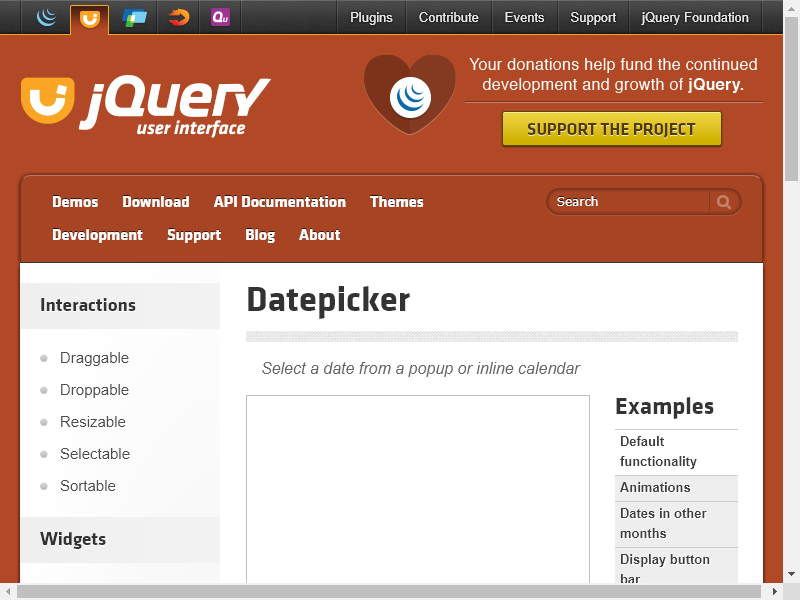 Plugins
Contribute
Events
Support
jQuery Foundation
Qu
jQuery
user interface
Your donations help fund the continued
development and growth of jQuery.
SUPPORT THE PROJECT
Demos
Download
API Documentation
Themes
Search
Development
Support
Blog
About
Interactions
Draggable
Droppable
Resizable
Selectable
Sortable
Widgets
Datepicker
Select a date from a popup or inline calendar
Examples
Default
functionality
Animations
Dates in other
months
Display button
bar